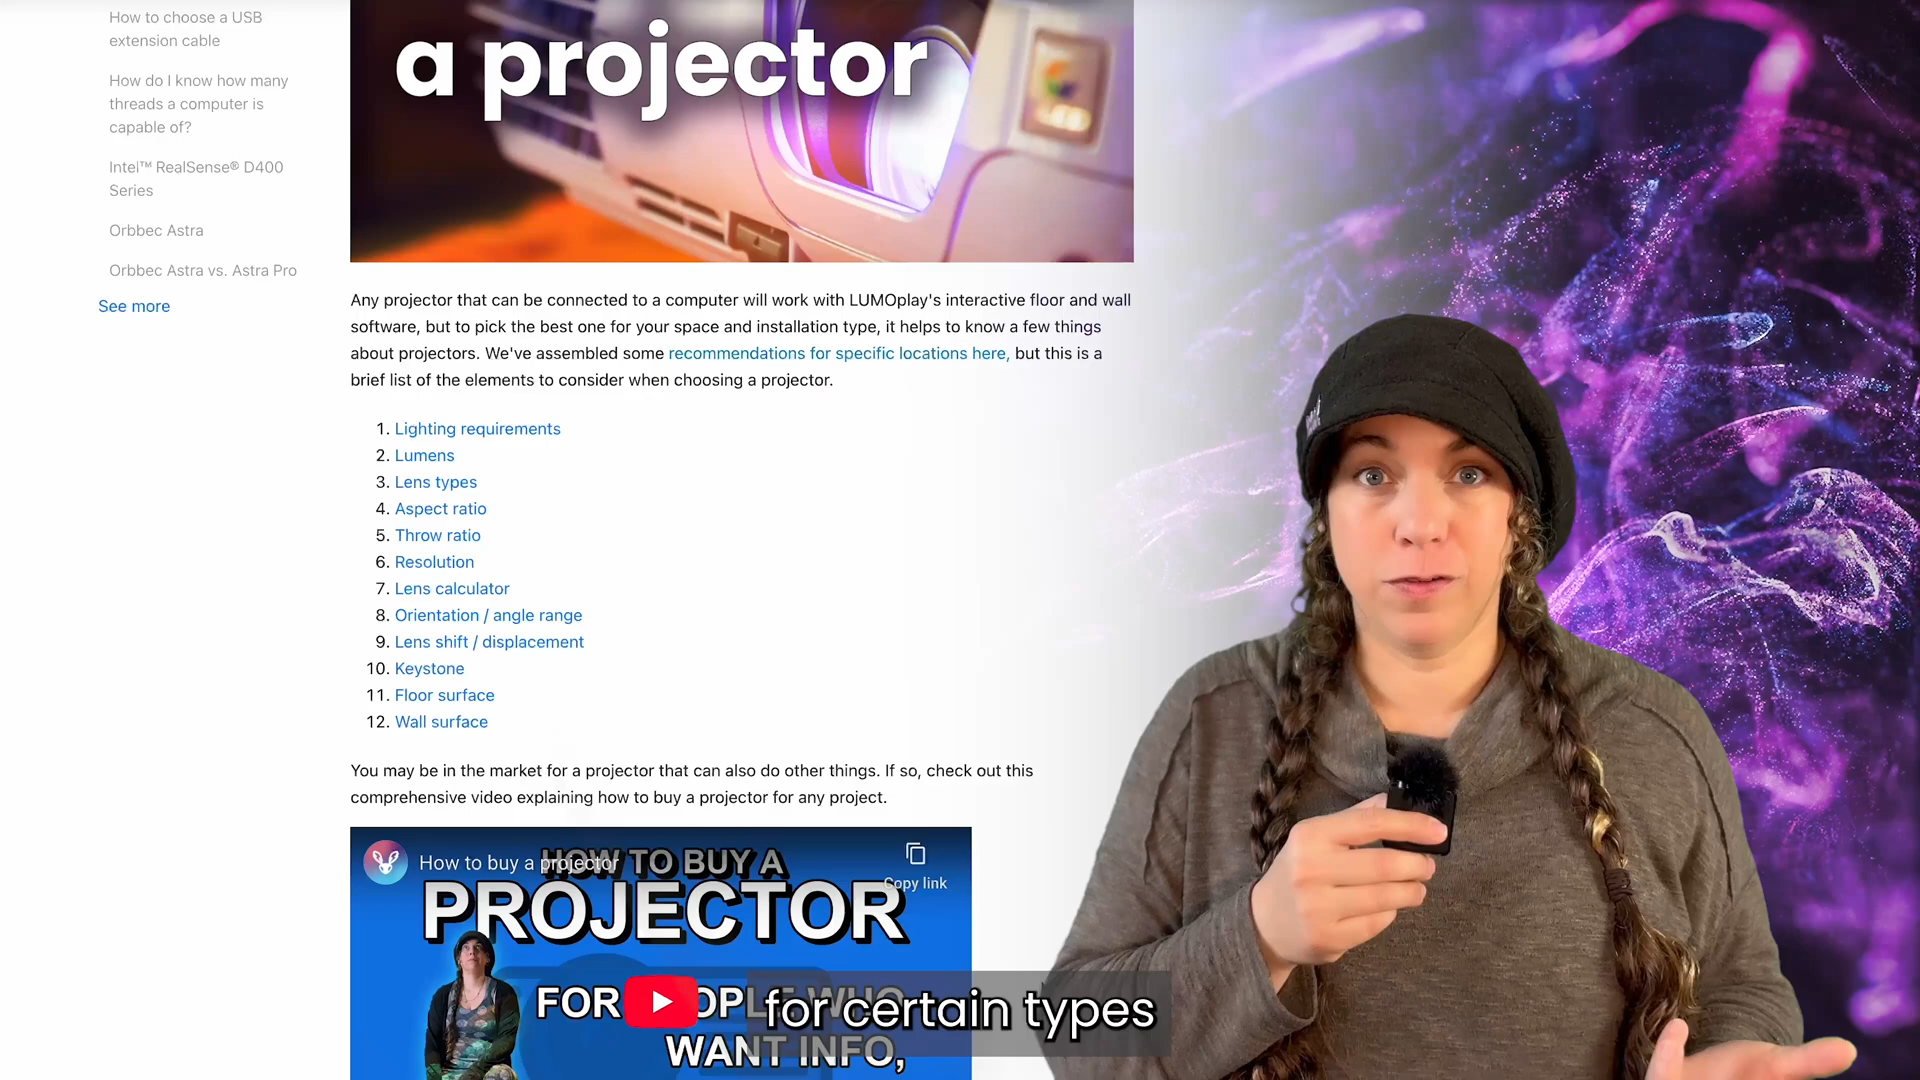 How to choose a USB
extension cable
How do I know how many
threads a computer is
capable of?
Intel™ RealSense® D400
Series
Orbbec Astra
Orbbec Astra vs. Astra Pro
See more
a projector
Any projector that can be connected to a computer will work with LUMOplay's interactive floor and wall
software, but to pick the best one for your space and installation type, it helps to know a few things
about projectors. We've assembled some recommendations for specific locations here, but this is a
brief list of the elements to consider when choosing a projector.
1. Lighting requirements
2. Lumens
3. Lens types
4. Aspect ratio
5. Throw ratio
6. Resolution
7. Lens calculator
8. Orientation / angle range
9. Lens shift / displacement
10. Keystone
11. Floor surface
12. Wall surface
You may be in the market for a projector that can also do other things. If so, check out this
comprehensive video explaining how to buy a projector for any project.
How to buy a projector
Copy link
HOW TO BUY A
PROJECTOR
FOR WHO
WANT INFO,
for certain types